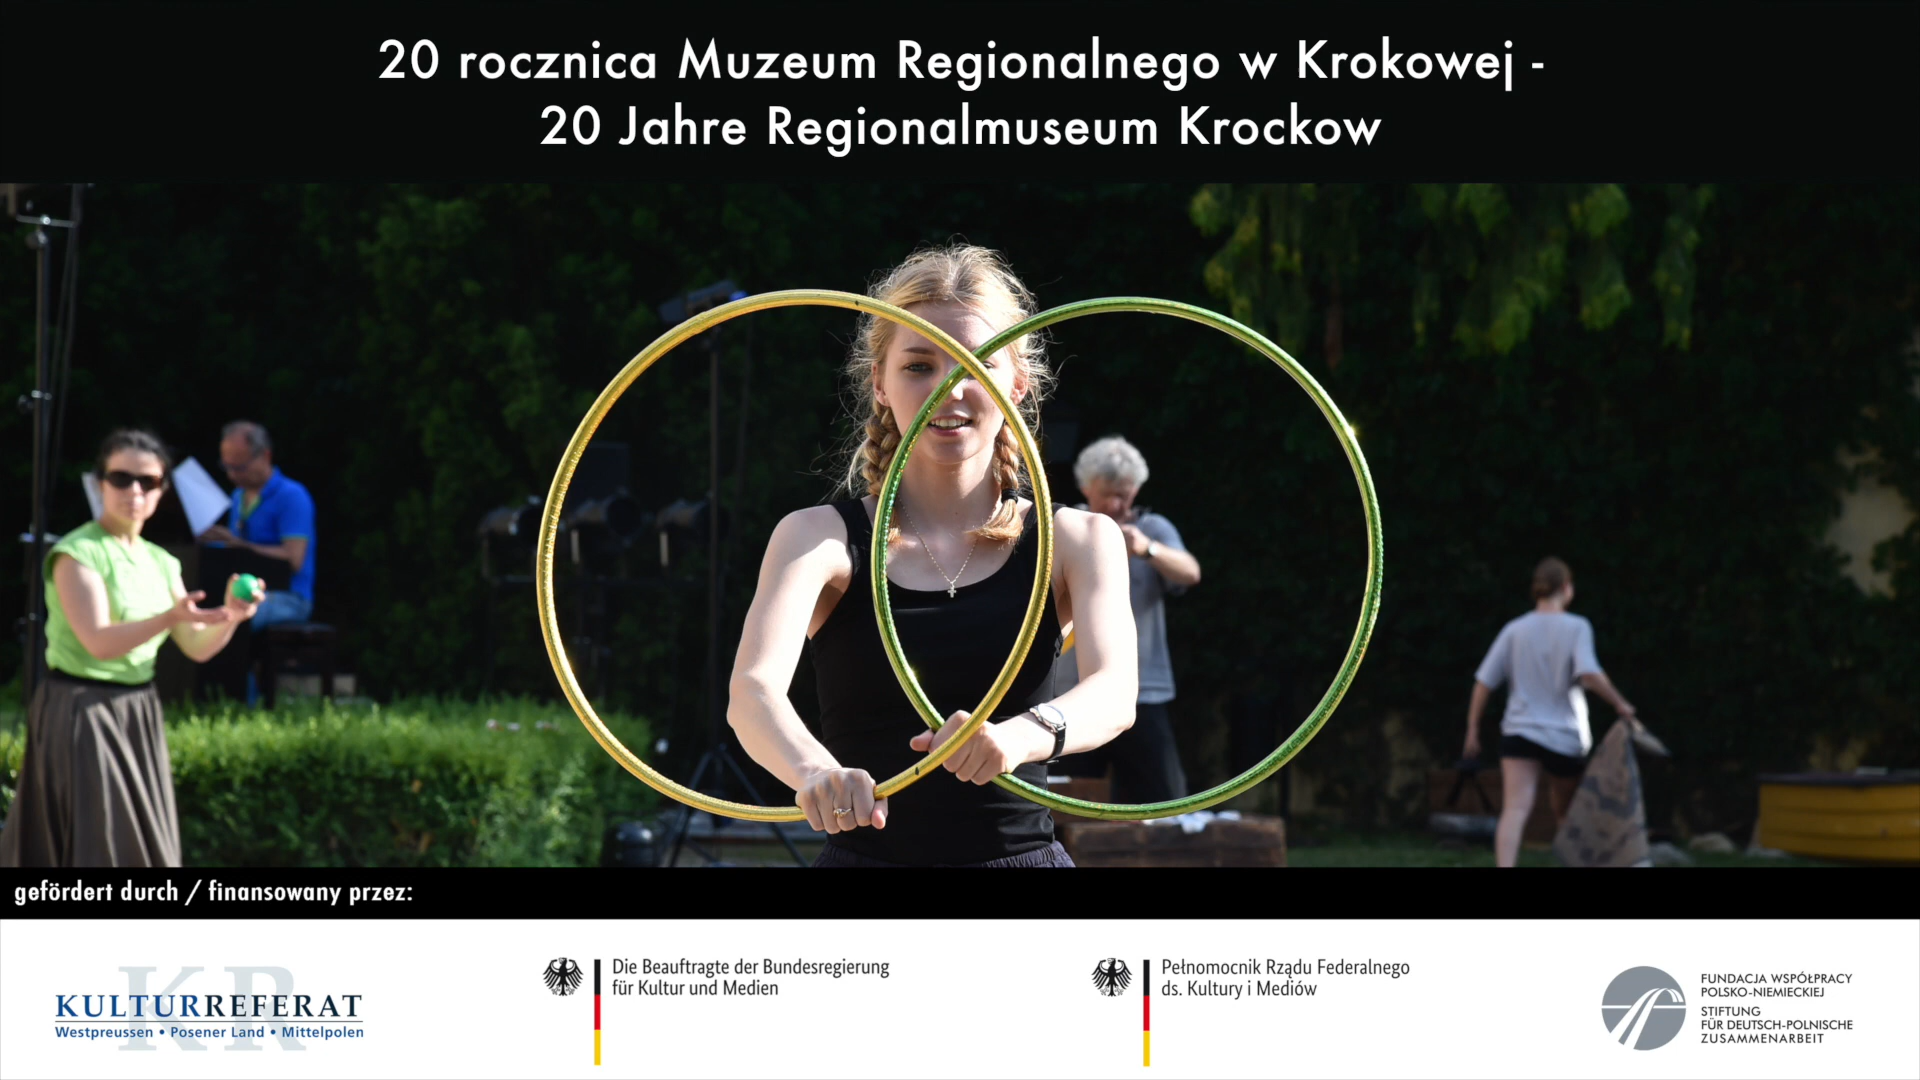 20 rocznica Muzeum Regionalnego w Krokowej -
20 Jahre Regionalmuseum Krockow
gefördert durch / finansowany przez:
KR
KULTURREFERAT
Westpreussen • Posener Land • Mittelpolen
Die Beauftragte der Bundesregierung
für Kultur und Medien
Pełnomocnik Rządu Federalnego
ds. Kultury i Mediów
FUNDACJA WSPÓŁPRACY
POLSKO-NIEMIECKIEJ
STIFTUNG
FÜR DEUTSCH-POLNISCHE
ZUSAMMENARBEIT